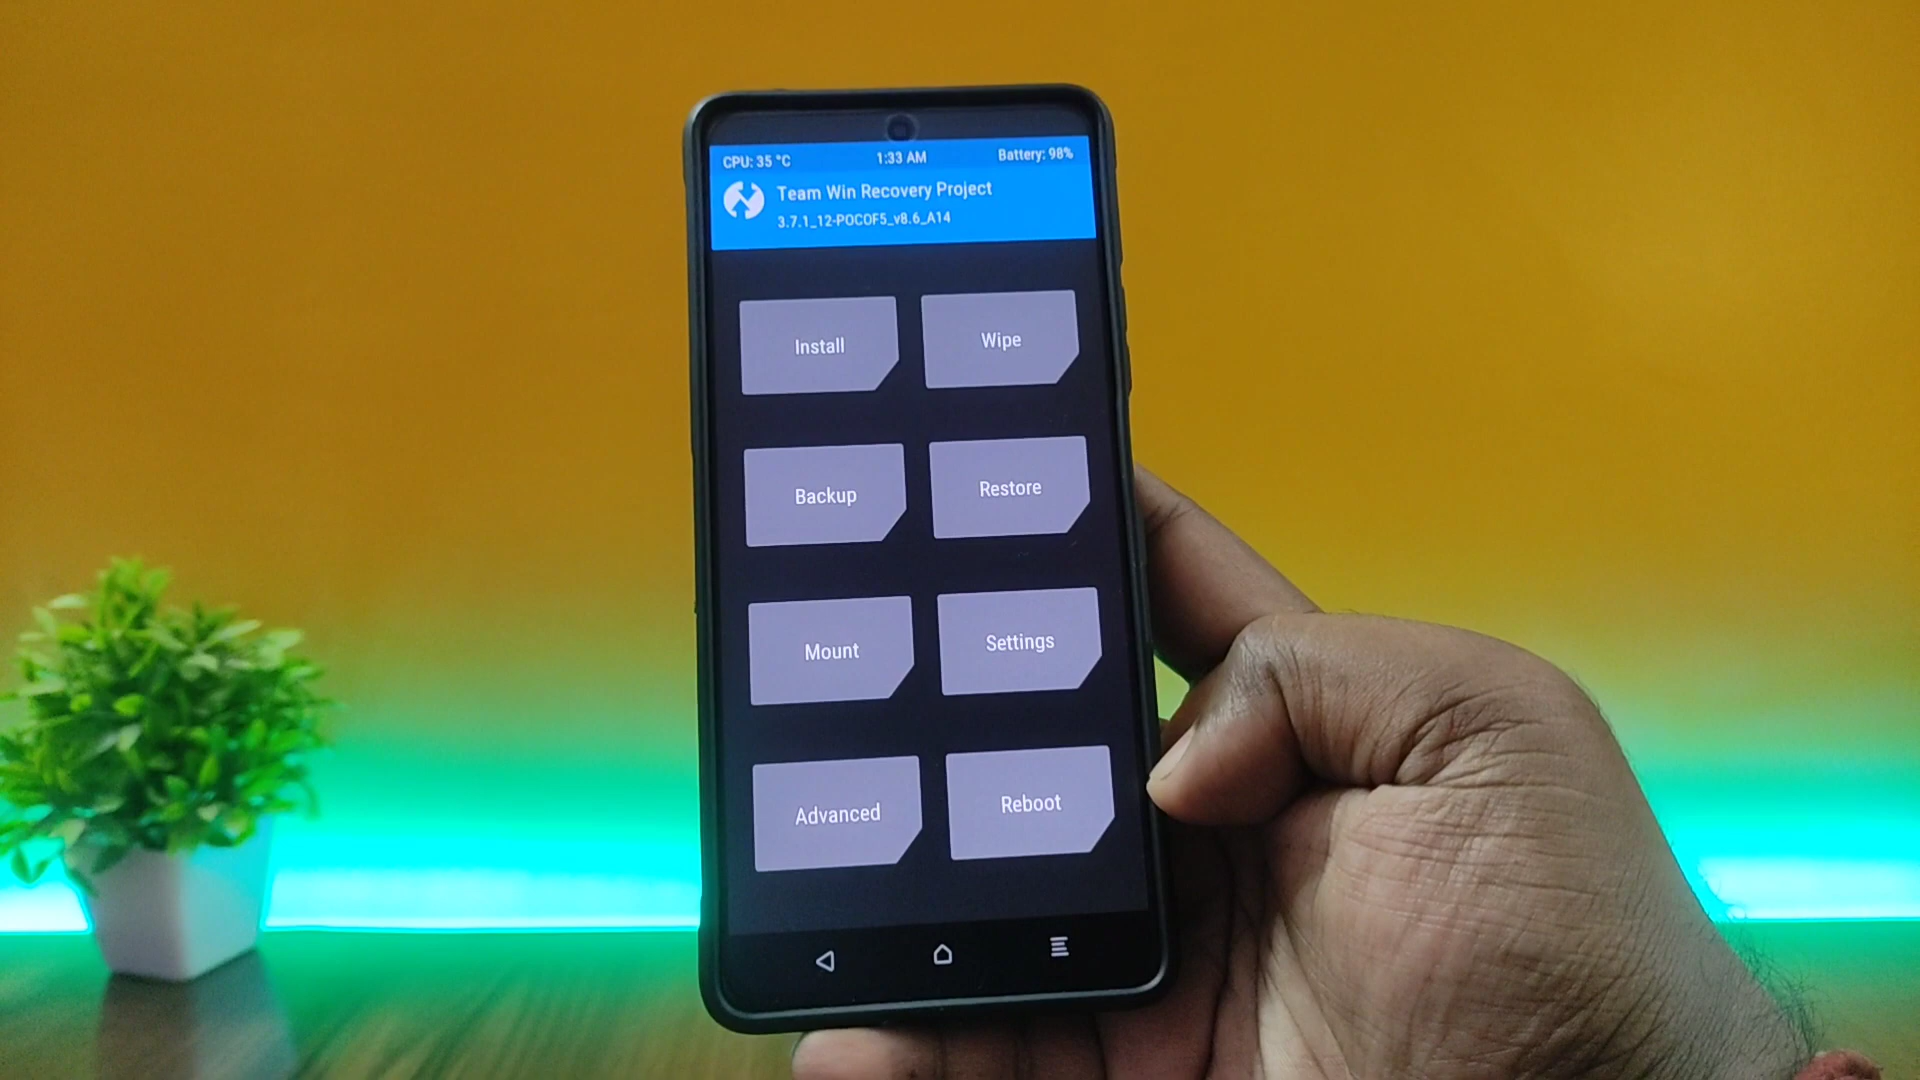 CPU: 35 °C 1:33 AM Battery: 98%
Team Win Recovery Project
3.7.1_12-POCOF5_v8.6_A14
Install Wipe
Backup Restore
Mount Settings
Advanced Reboot